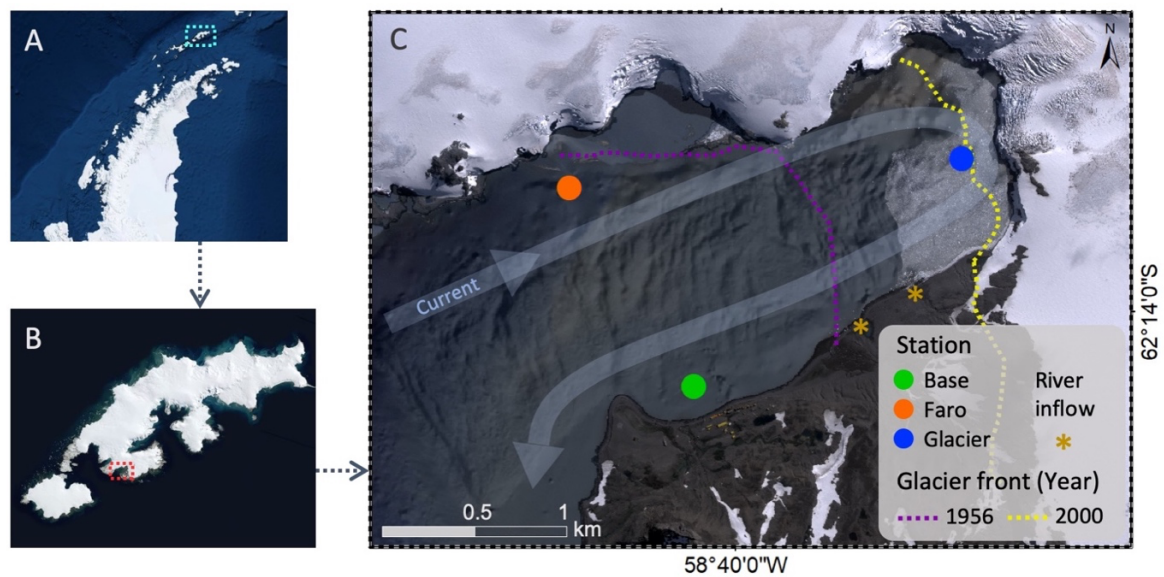 A
B
C
N
Current
Station
Base
Faro
Glacier
River
inflow
*
Glacier front (Year)
1956 2000
0.5 1
km
62°14'0"S
58°40'0"W